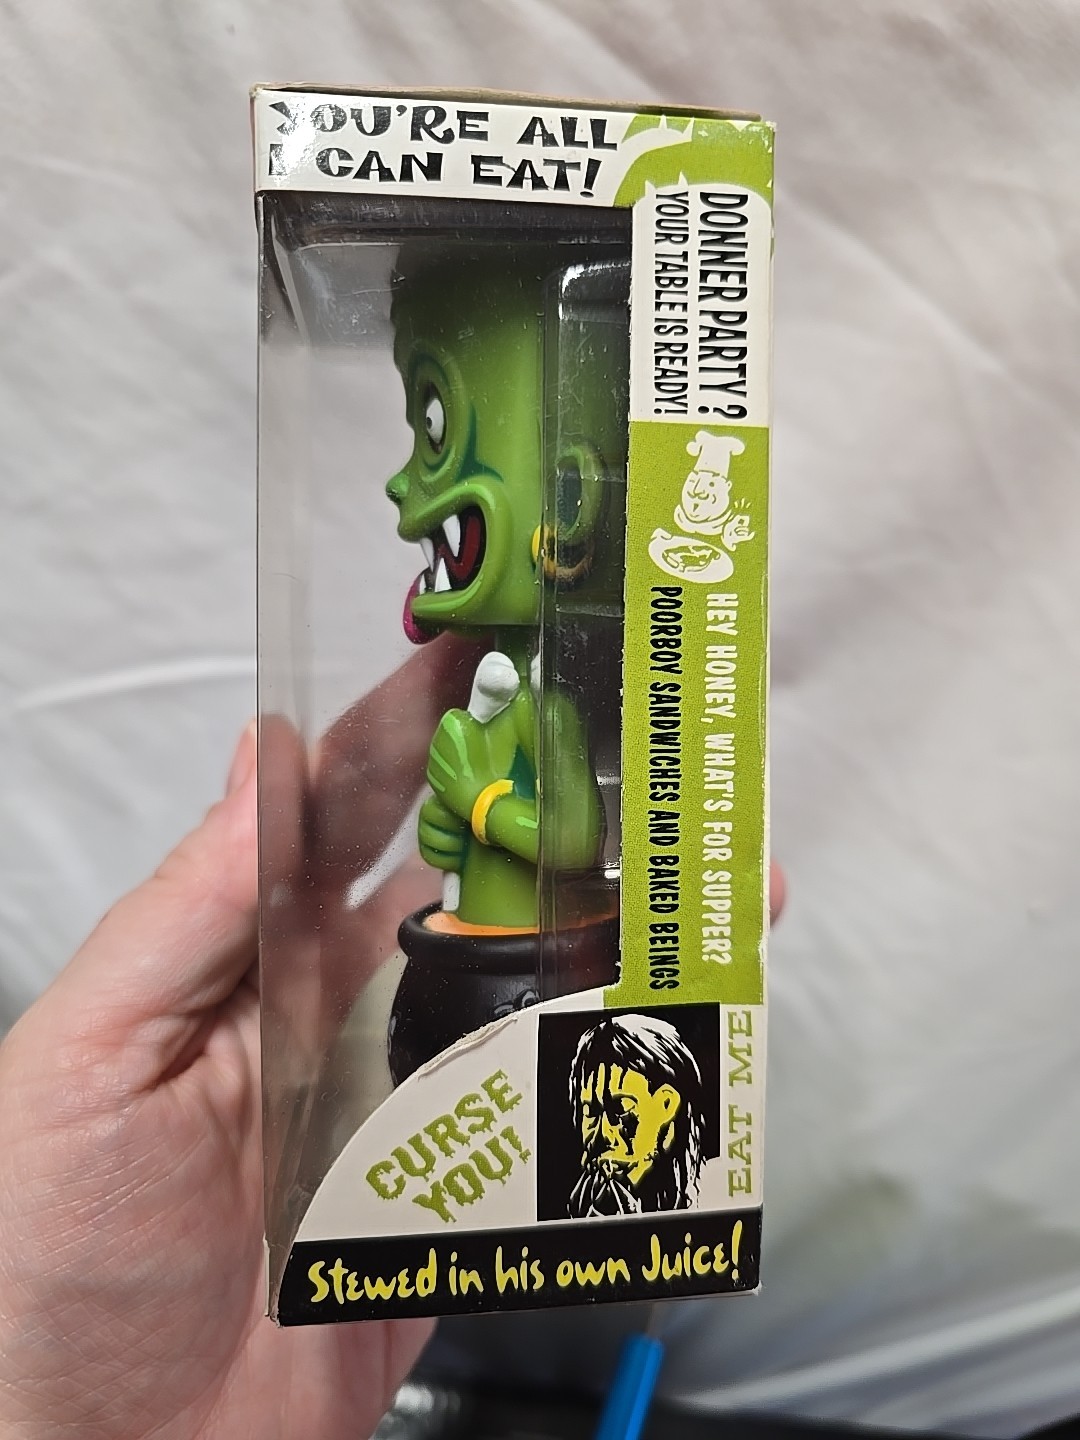 YOU'RE ALL
I CAN EAT!
DONNER PARTY?
YOUR TABLE IS READY!
HEY HONEY, WHAT'S FOR SUPPER?
POORBOY SANDWICHES AND BAKED BEINGS
CURSE
YOU!
EAT ME
Stewed in his own Juice!